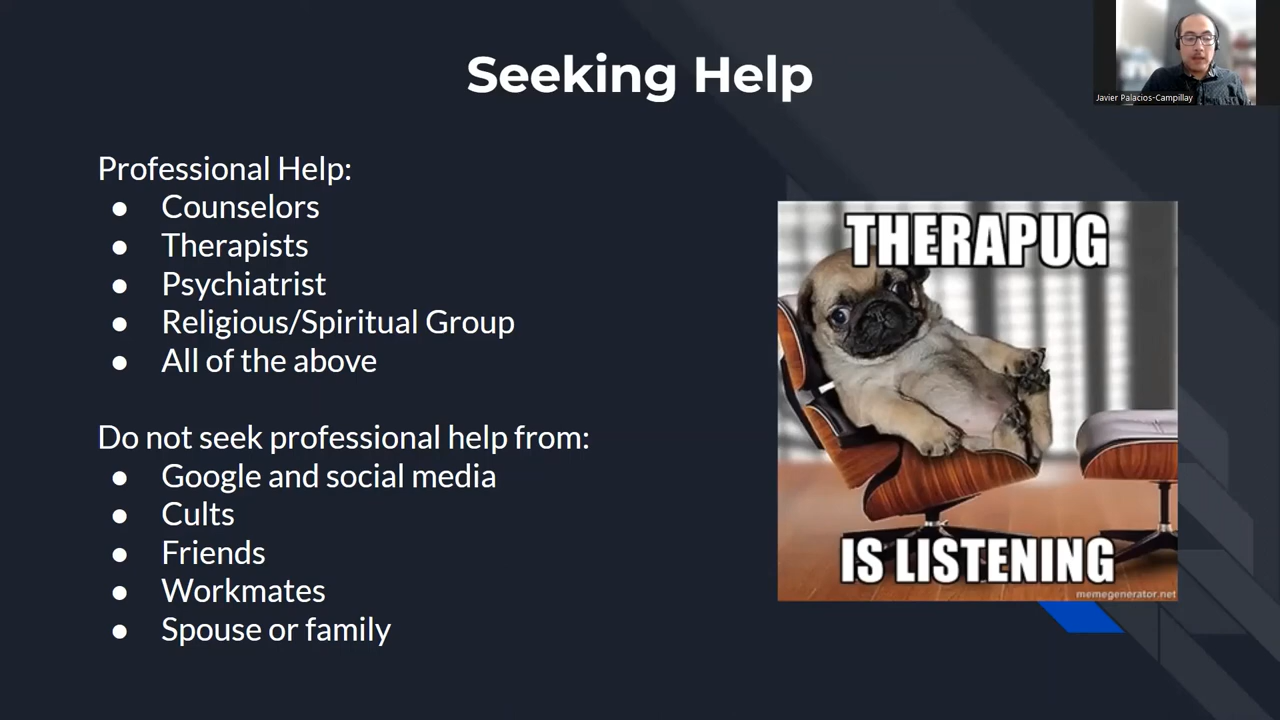 Seeking Help
Javier Palacios-Campillay
Professional Help:
● Counselors
● Therapists
● Psychiatrist
● Religious/Spiritual Group
● All of the above
Do not seek professional help from:
● Google and social media
● Cults
● Friends
● Workmates
● Spouse or family
THERAPUG
IS LISTENING
memegenerator.net